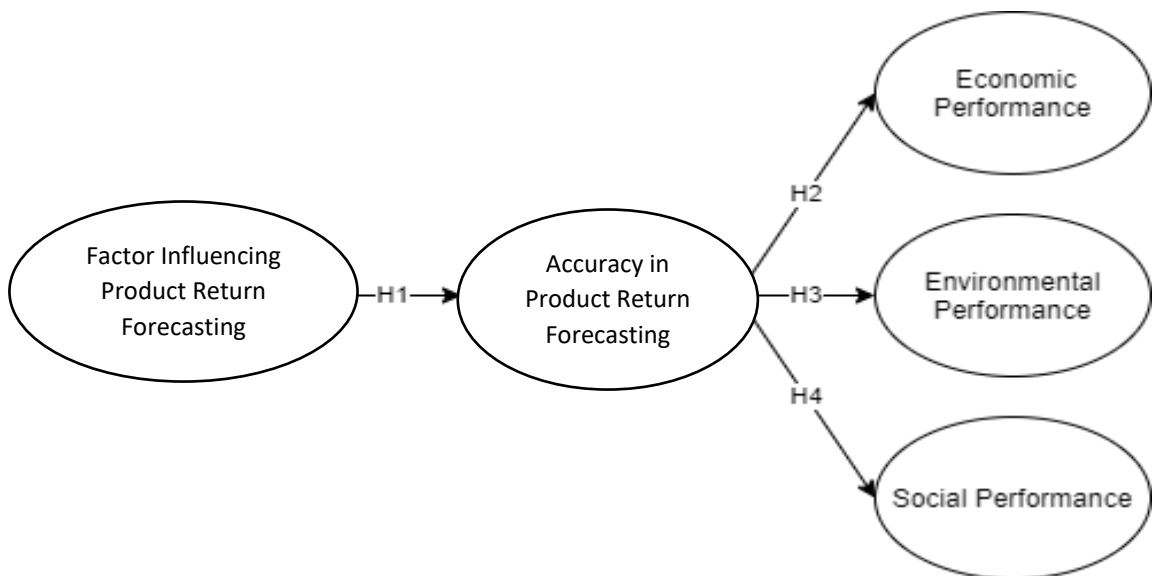 Factor Influencing
Product Return
Forecasting
H1
Accuracy in
Product Return
Forecasting
H2
H3
H4
Economic
Performance
Environmental
Performance
Social Performance